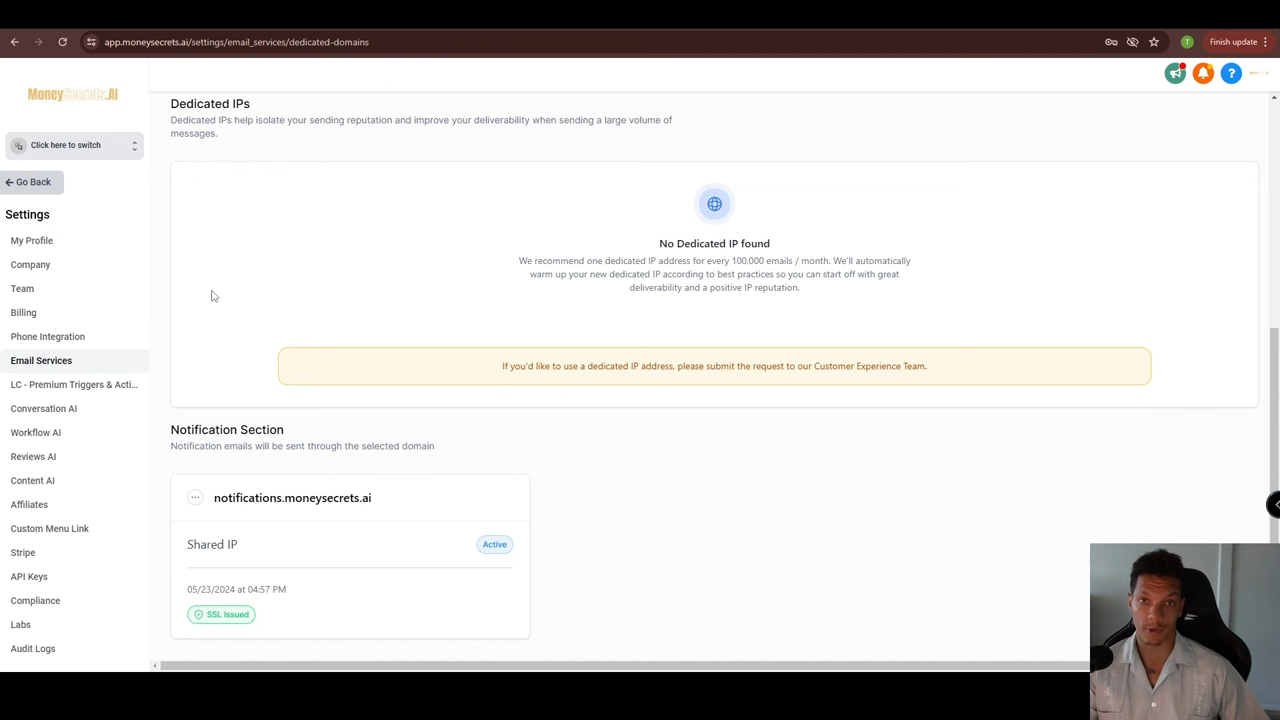 app.moneysecrets.ai/settings/email_services/dedicated-domains
T
Finish update
MoneySecrets.AI
?
Click here to switch
Go Back
Settings
My Profile
Company
Team
Billing
Phone Integration
Email Services
LC - Premium Triggers & Acti...
Conversation AI
Workflow AI
Reviews AI
Content AI
Affiliates
Custom Menu Link
Stripe
API Keys
Compliance
Labs
Audit Logs
Dedicated IPs
Dedicated IPs help isolate your sending reputation and improve your deliverability when sending a large volume of
messages.
No Dedicated IP found
We recommend one dedicated IP address for every 100,000 emails / month. We'll automatically
warm up your new dedicated IP according to best practices so you can start off with great
deliverability and a positive IP reputation.
If you'd like to use a dedicated IP address, please submit the request to our Customer Experience Team.
Notification Section
Notification emails will be sent through the selected domain
notifications.moneysecrets.ai
Shared IP
Active
05/23/2024 at 04:57 PM
SSL Issued